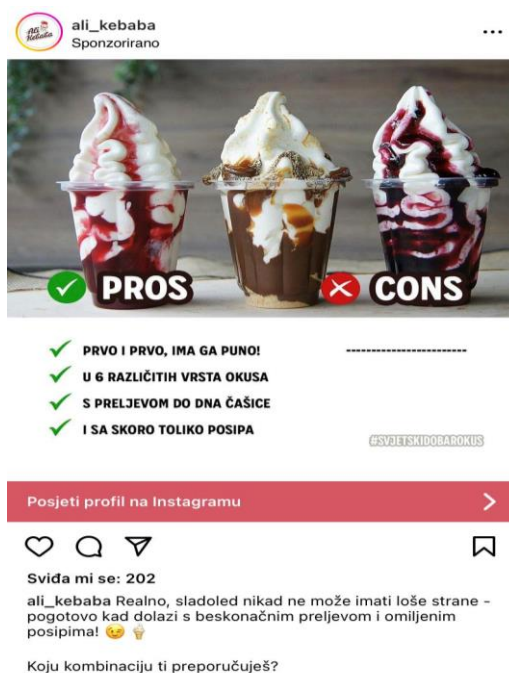 Ali Kebaba
ali_kebaba
Sponzorirano
PROS
CONS
PRVO I PRVO, IMA GA PUNO!
U 6 RAZLIČITIH VRSTA OKUSA
S PRELJEVOM DO DNA ČAŠICE
I SA SKORO TOLIKO POSIPA
------------------------
#SVJETSKIDOBAROKUS
Posjeti profil na Instagramu
Sviđa mi se: 202
ali_kebaba Realno, sladoled nikad ne može imati loše strane -
pogotovo kad dolazi s beskonačnim preljevom i omiljenim
posipima! 😉 🍦
Koju kombinaciju ti preporučuješ?